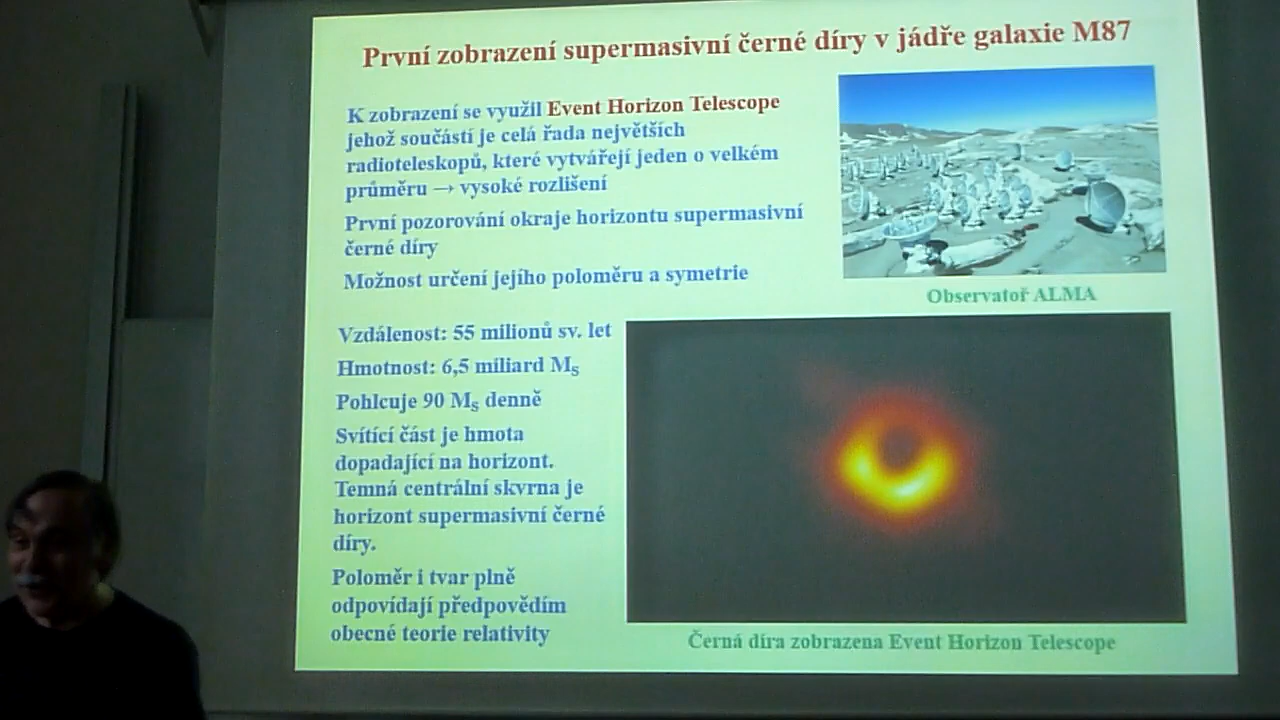 První zobrazení supermasivní černé díry v jádře galaxie M87
K zobrazení se využil Event Horizon Telescope
jehož součástí je celá řada největších
radioteleskopů, které vytvářejí jeden o velkém
průměru → vysoké rozlišení
První pozorování okraje horizontu supermasivní
černé díry
Možnost určení jejího poloměru a symetrie
Observatoř ALMA
Vzdálenost: 55 milionů sv. let
Hmotnost: 6,5 miliard Ms
Pohlcuje 90 Ms denně
Svítící část je hmota
dopadající na horizont.
Temná centrální skvrna je
horizont supermasivní černé
díry.
Poloměr i tvar plně
odpovídají předpovědím
obecné teorie relativity
Černá díra zobrazena Event Horizon Telescope